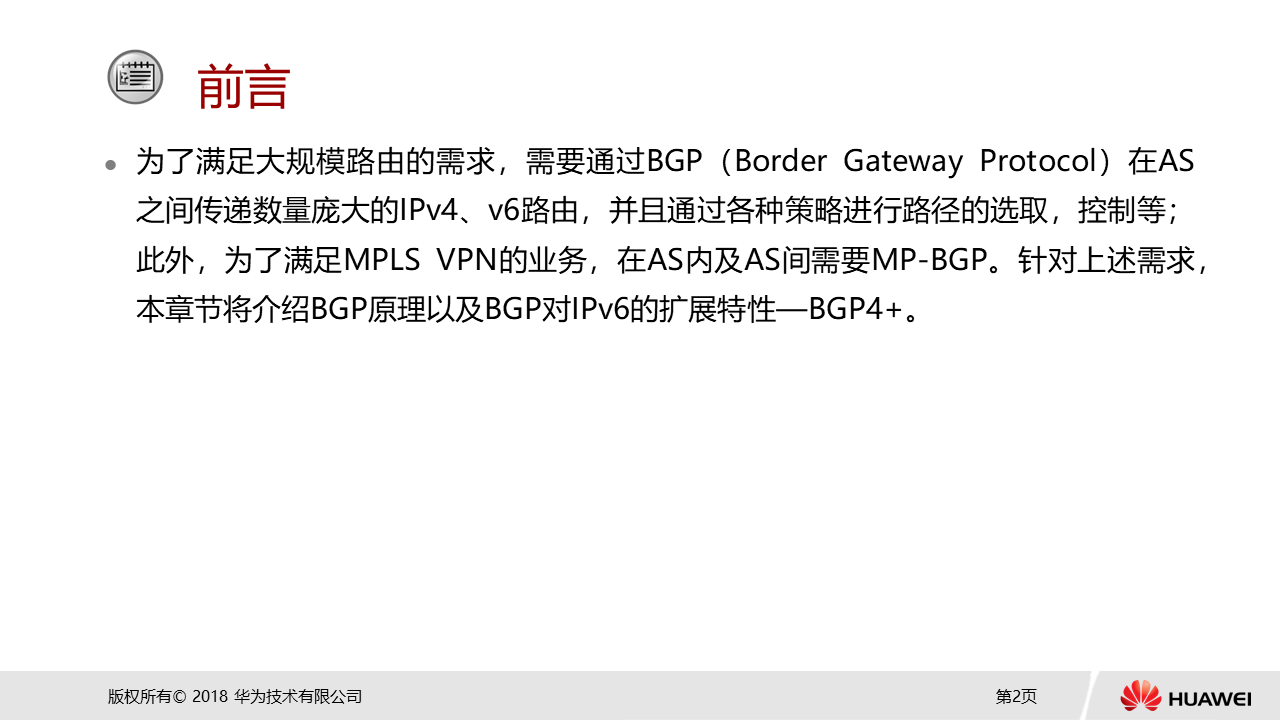 前言
为了满足大规模路由的需求，需要通过BGP（Border Gateway Protocol）在AS
之间传递数量庞大的IPv4、v6路由，并且通过各种策略进行路径的选取，控制等；
此外，为了满足MPLS VPN的业务，在AS内及AS间需要MP-BGP。针对上述需求，
本章节将介绍BGP原理以及BGP对IPv6的扩展特性—BGP4+。
版权所有© 2018 华为技术有限公司
第2页
HUAWEI